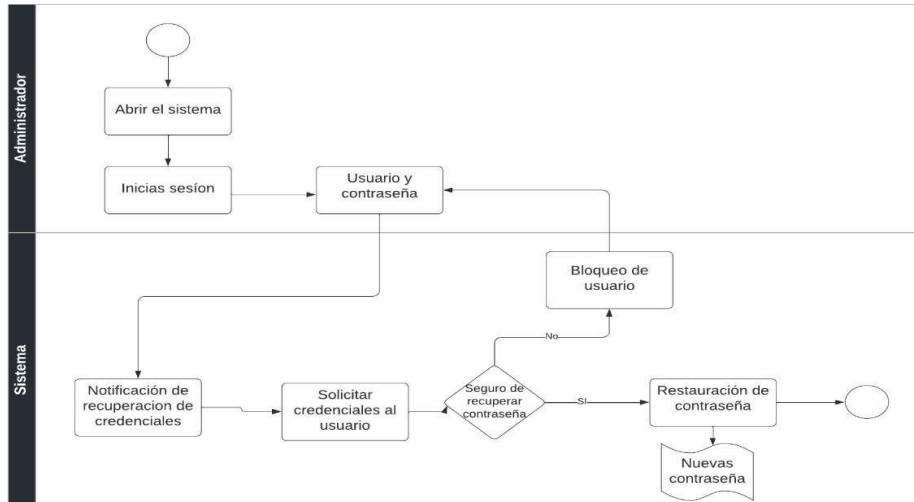 Administrador
Abrir el sistema
Inicias sesíon
Usuario y
contraseña
Sistema
Bloqueo de
usuario
No
Notificación de
recuperacion de
credenciales
Solicitar
credenciales al
usuario
Seguro de
recuperar
contraseña
SI
Restauración de
contraseña
Nuevas
contraseña